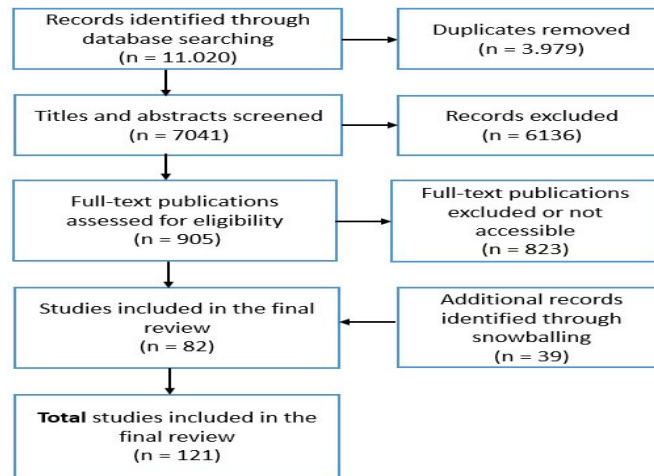 Records identified through
database searching
(n = 11.020)
Duplicates removed
(n = 3.979)
Titles and abstracts screened
(n = 7041)
Records excluded
(n = 6136)
Full-text publications
assessed for eligibility
(n = 905)
Full-text publications
excluded or not
accessible
(n = 823)
Studies included in the final
review
(n = 82)
Additional records
identified through
snowballing
(n = 39)
Total studies included in the
final review
(n = 121)